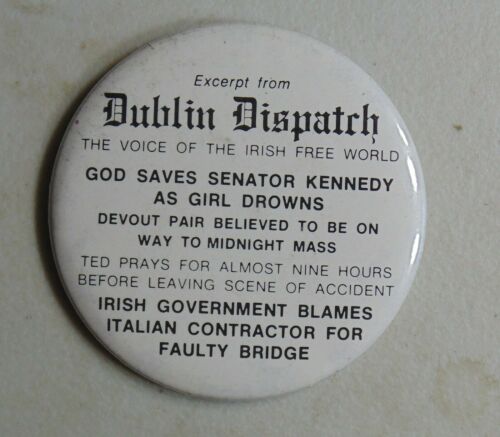 Excerpt from
Dublin Dispatch
THE VOICE OF THE IRISH FREE WORLD
GOD SAVES SENATOR KENNEDY
AS GIRL DROWNS
DEVOUT PAIR BELIEVED TO BE ON
WAY TO MIDNIGHT MASS
TED PRAYS FOR ALMOST NINE HOURS
BEFORE LEAVING SCENE OF ACCIDENT
IRISH GOVERNMENT BLAMES
ITALIAN CONTRACTOR FOR
FAULTY BRIDGE